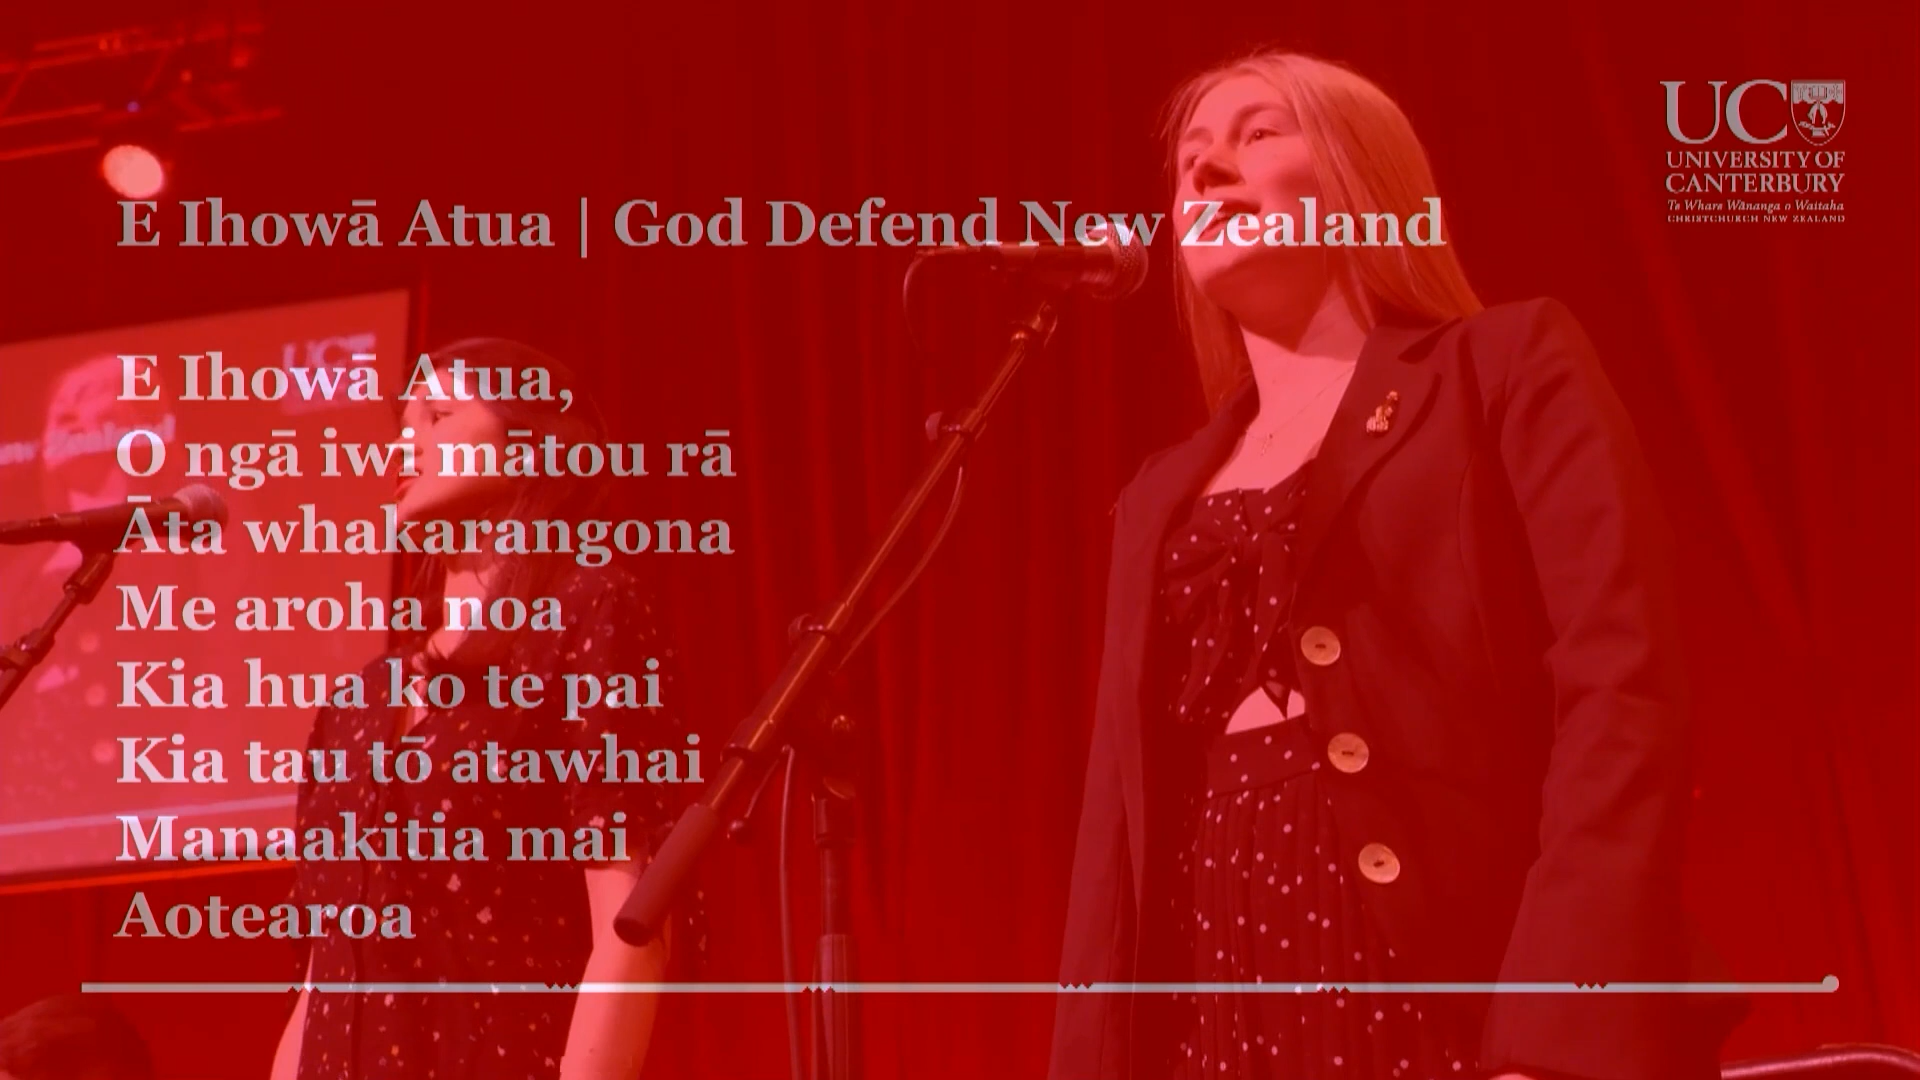 UC
UNIVERSITY OF
CANTERBURY
Te Whare Wānanga o Waitaha
CHRISTCHURCH NEW ZEALAND
E Ihowā Atua | God Defend New Zealand
E Ihowā Atua,
O ngā iwi mātou rā
Āta whakarangona
Me aroha noa
Kia hua ko te pai
Kia tau tō atawhai
Manaakitia mai
Aotearoa
UC
Zealand